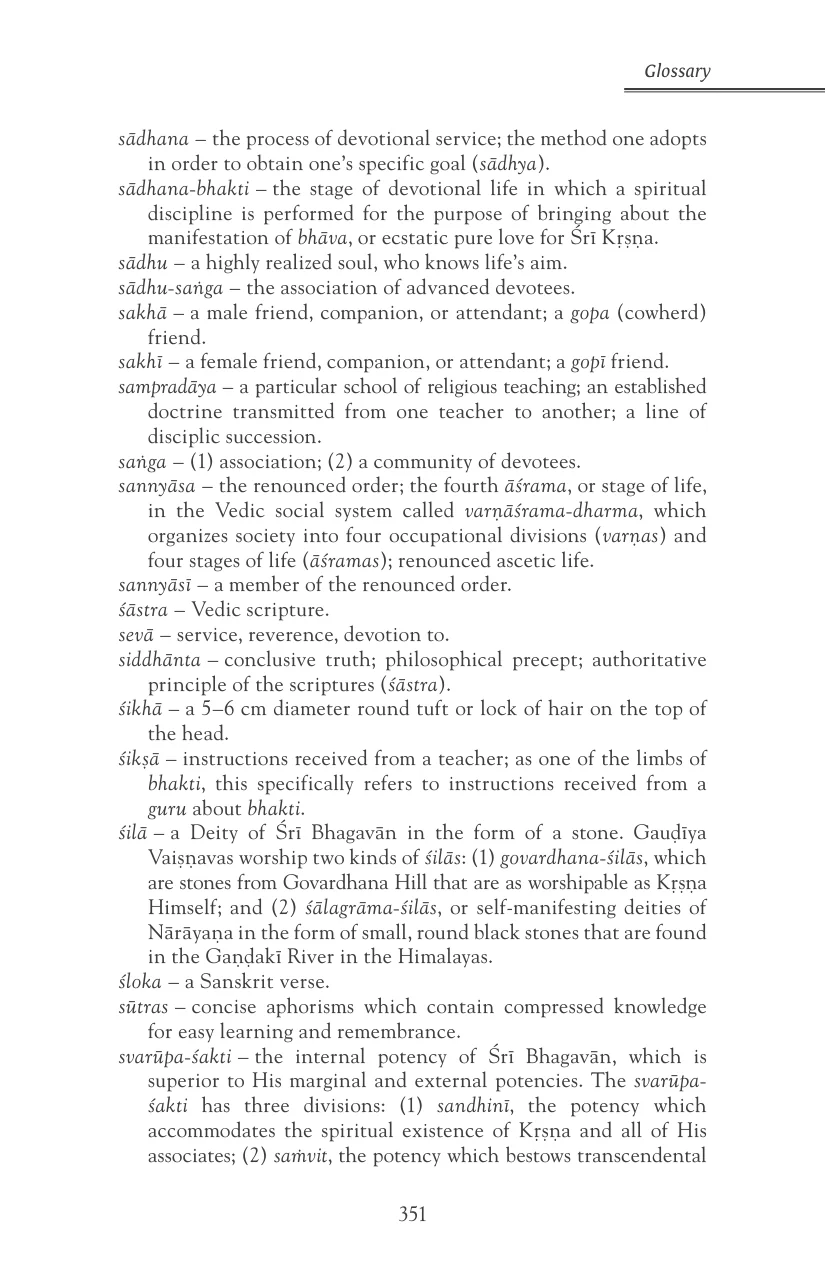 Glossary
sādhana – the process of devotional service; the method one adopts
in order to obtain one’s specific goal (sādhya).
sādhana-bhakti – the stage of devotional life in which a spiritual
discipline is performed for the purpose of bringing about the
manifestation of bhāva, or ecstatic pure love for Śrī Kṛṣṇa.
sādhu – a highly realized soul, who knows life’s aim.
sādhu-saṅga – the association of advanced devotees.
sakhā – a male friend, companion, or attendant; a gopa (cowherd)
friend.
sakhī – a female friend, companion, or attendant; a gopī friend.
sampradāya – a particular school of religious teaching; an established
doctrine transmitted from one teacher to another; a line of
disciplic succession.
saṅga – (1) association; (2) a community of devotees.
sannyāsa – the renounced order; the fourth āśrama, or stage of life,
in the Vedic social system called varṇāśrama-dharma, which
organizes society into four occupational divisions (varṇas) and
four stages of life (āśramas); renounced ascetic life.
sannyāsī – a member of the renounced order.
śāstra – Vedic scripture.
sevā – service, reverence, devotion to.
siddhānta – conclusive truth; philosophical precept; authoritative
principle of the scriptures (śāstra).
śikhā – a 5–6 cm diameter round tuft or lock of hair on the top of
the head.
śikṣā – instructions received from a teacher; as one of the limbs of
bhakti, this specifically refers to instructions received from a
guru about bhakti.
śilā – a Deity of Śrī Bhagavān in the form of a stone. Gauḍīya
Vaiṣṇavas worship two kinds of śilās: (1) govardhana-śilās, which
are stones from Govardhana Hill that are as worshipable as Kṛṣṇa
Himself; and (2) śālagrāma-śilās, or self-manifesting deities of
Nārāyaṇa in the form of small, round black stones that are found
in the Gaṇḍakī River in the Himalayas.
śloka – a Sanskrit verse.
sūtras – concise aphorisms which contain compressed knowledge
for easy learning and remembrance.
svarūpa-śakti – the internal potency of Śrī Bhagavān, which is
superior to His marginal and external potencies. The svarūpa-
śakti has three divisions: (1) sandhinī, the potency which
accommodates the spiritual existence of Kṛṣṇa and all of His
associates; (2) saṁvit, the potency which bestows transcendental
351